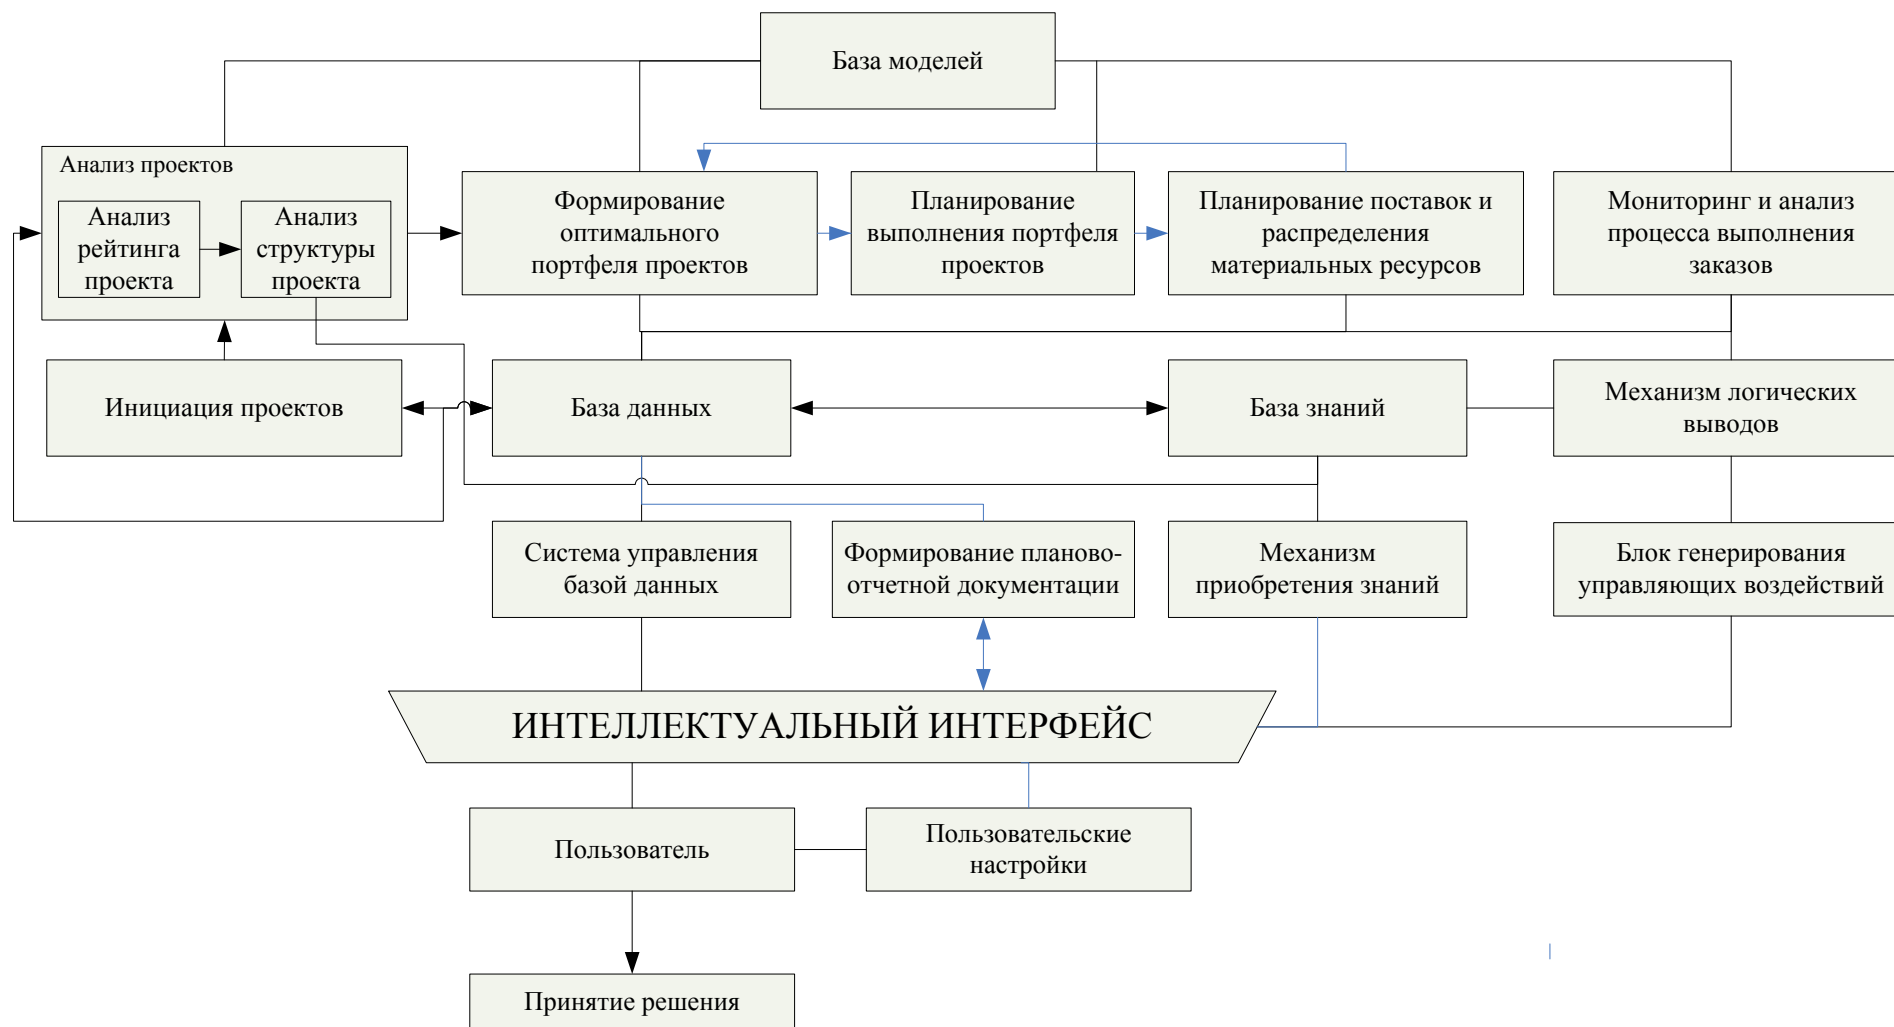 База моделей
Анализ проектов
Анализ
рейтинга
проекта
Анализ
структуры
проекта
Формирование
оптимального
портфеля проектов
Планирование
выполнения портфеля
проектов
Планирование поставок и
распределения
материальных ресурсов
Мониторинг и анализ
процесса выполнения
заказов
Инициация проектов
База данных
База знаний
Механизм логических
выводов
Система управления
базой данных
Формирование планово-
отчетной документации
Механизм
приобретения знаний
Блок генерирования
управляющих воздействий
ИНТЕЛЛЕКТУАЛЬНЫЙ ИНТЕРФЕЙС
Пользователь
Пользовательские
настройки
Принятие решения